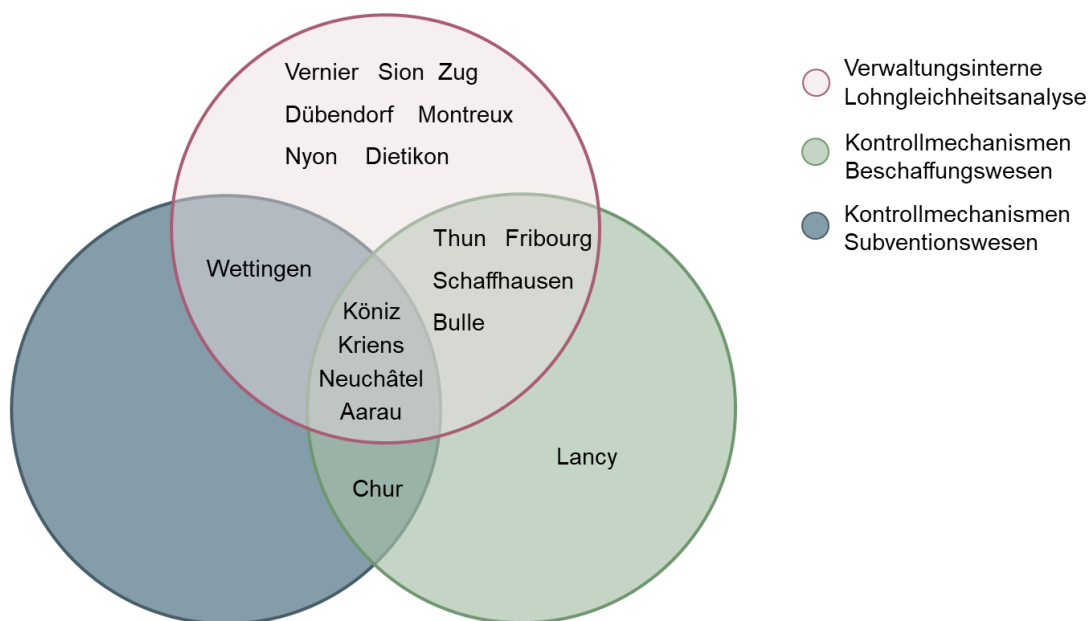 Vernier Sion Zug
Dübendorf Montreux
Nyon Dietikon
Wettingen
Thun Fribourg
Schaffhausen
Bulle
Köniz
Kriens
Neuchâtel
Aarau
Chur
Lancy
Verwaltungsinterne
Lohngleichheitsanalyse
Kontrollmechanismen
Beschaffungswesen
Kontrollmechanismen
Subventionswesen